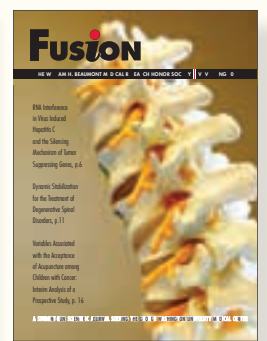 FUSION
RNA Interference
in Virus Induced
Hepatitis C
and the Silencing
Mechanism of Tumor
Suppressing Genes, p.6
Dynamic Stabilization
for the Treatment of
Degenerative Spinal
Disorders, p.11
Variables Associated
with the Acceptance
of Acupuncture among
Children with Cancer:
Interim Analysis of a
Prospective Study, p. 16